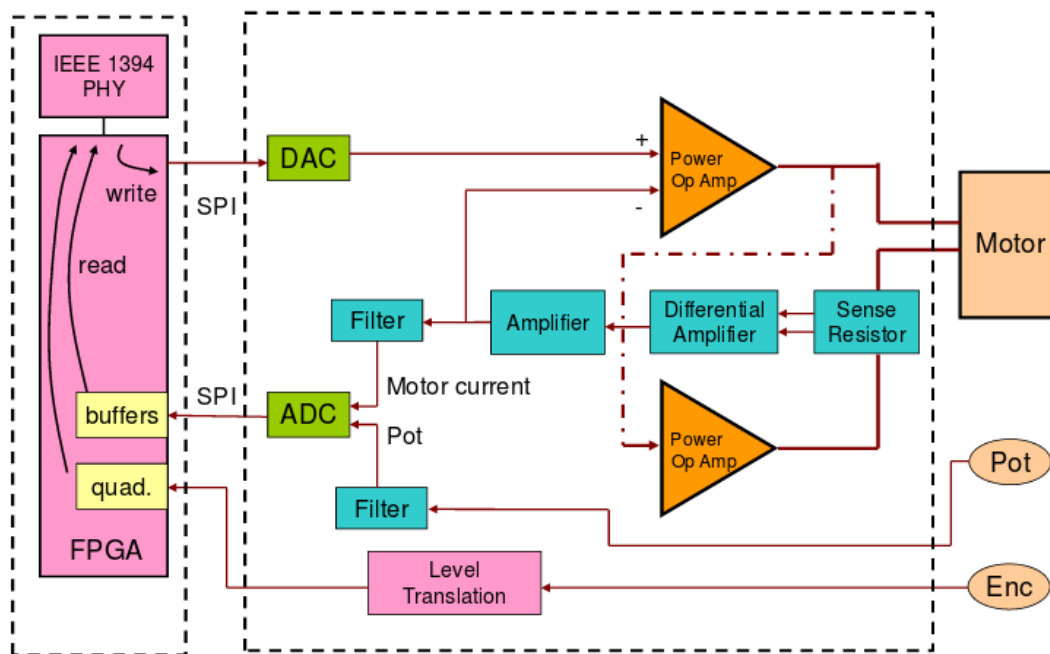 IEEE 1394
PHY
write
read
SPI
DAC
+
-
Power
Op Amp
Motor
Filter
Amplifier
Differential
Amplifier
Sense
Resistor
Motor current
SPI
buffers
ADC
Pot
Power
Op Amp
Pot
quad.
Filter
FPGA
Level
Translation
Enc